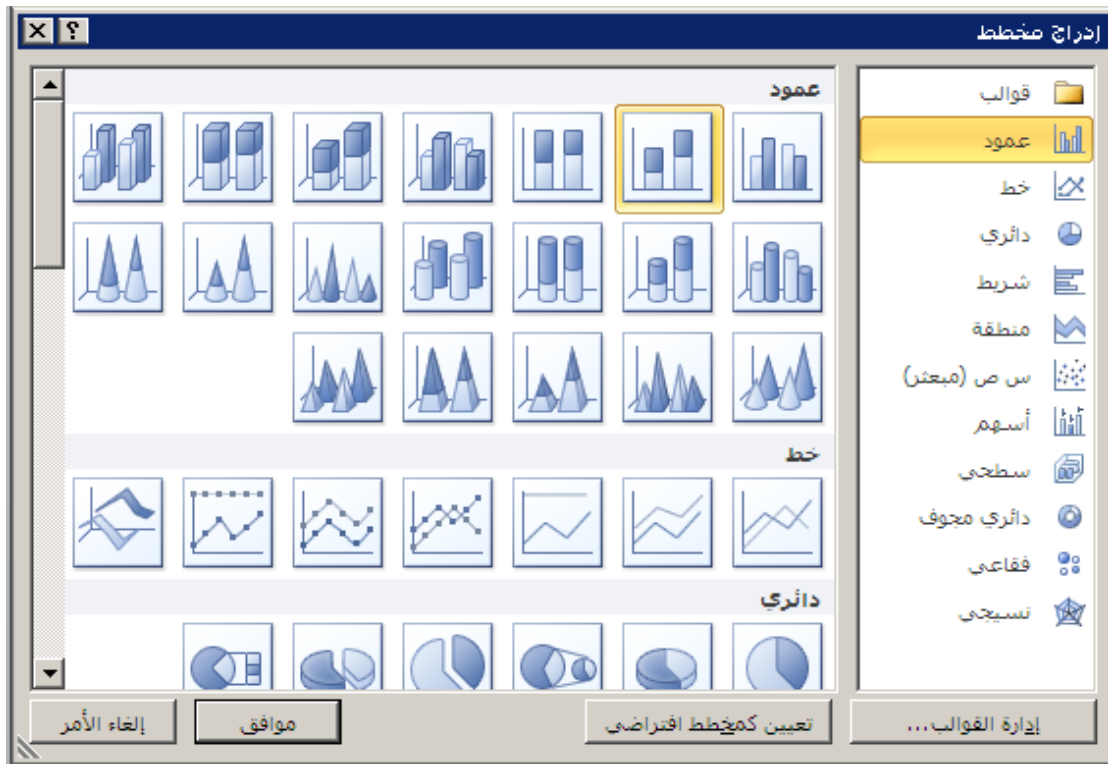 إدراج مخطط
قوالب
عمود
خط
دائري
شريط
منطقة
س ص (مبعثر)
أسهم
سطحي
دائري مجوف
فقاعي
نسيجي
عمود
خط
دائري
إدارة القوالب...
تعيين كمخطط افتراضي
موافق
إلغاء الأمر